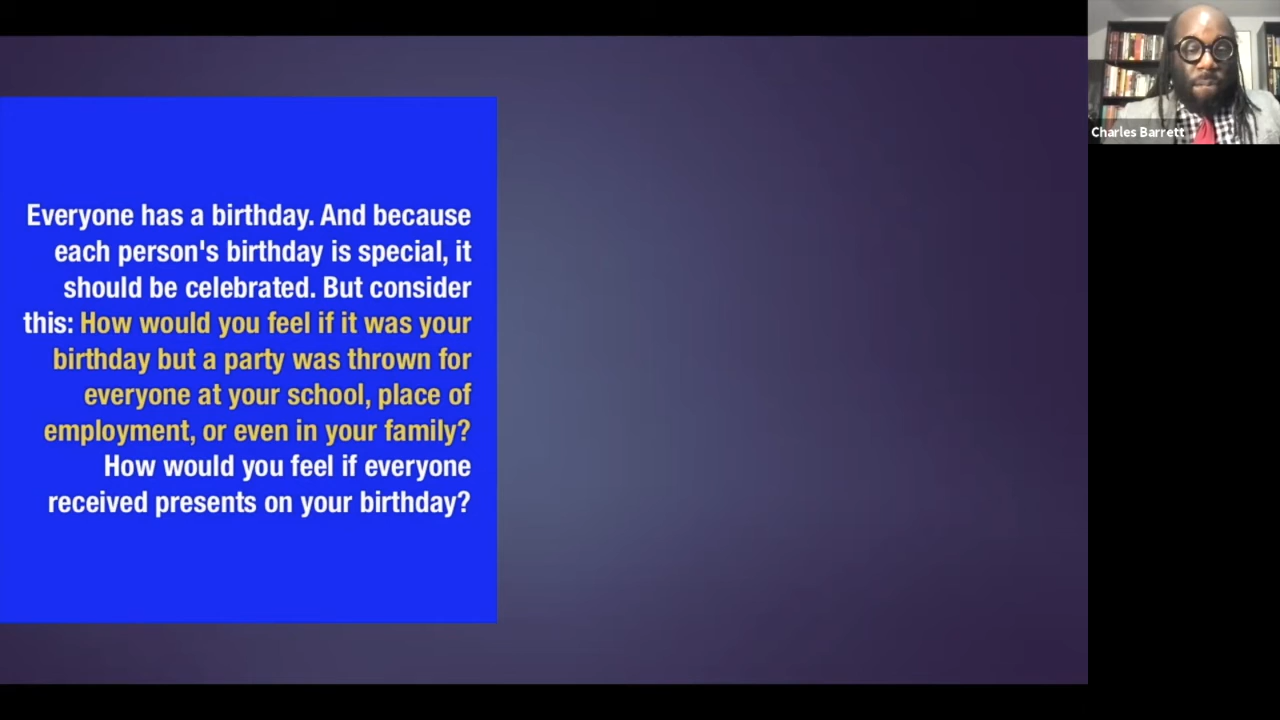 Everyone has a birthday. And because
each person's birthday is special, it
should be celebrated. But consider
this: How would you feel if it was your
birthday but a party was thrown for
everyone at your school, place of
employment, or even in your family?
How would you feel if everyone
received presents on your birthday?
Charles Barrett